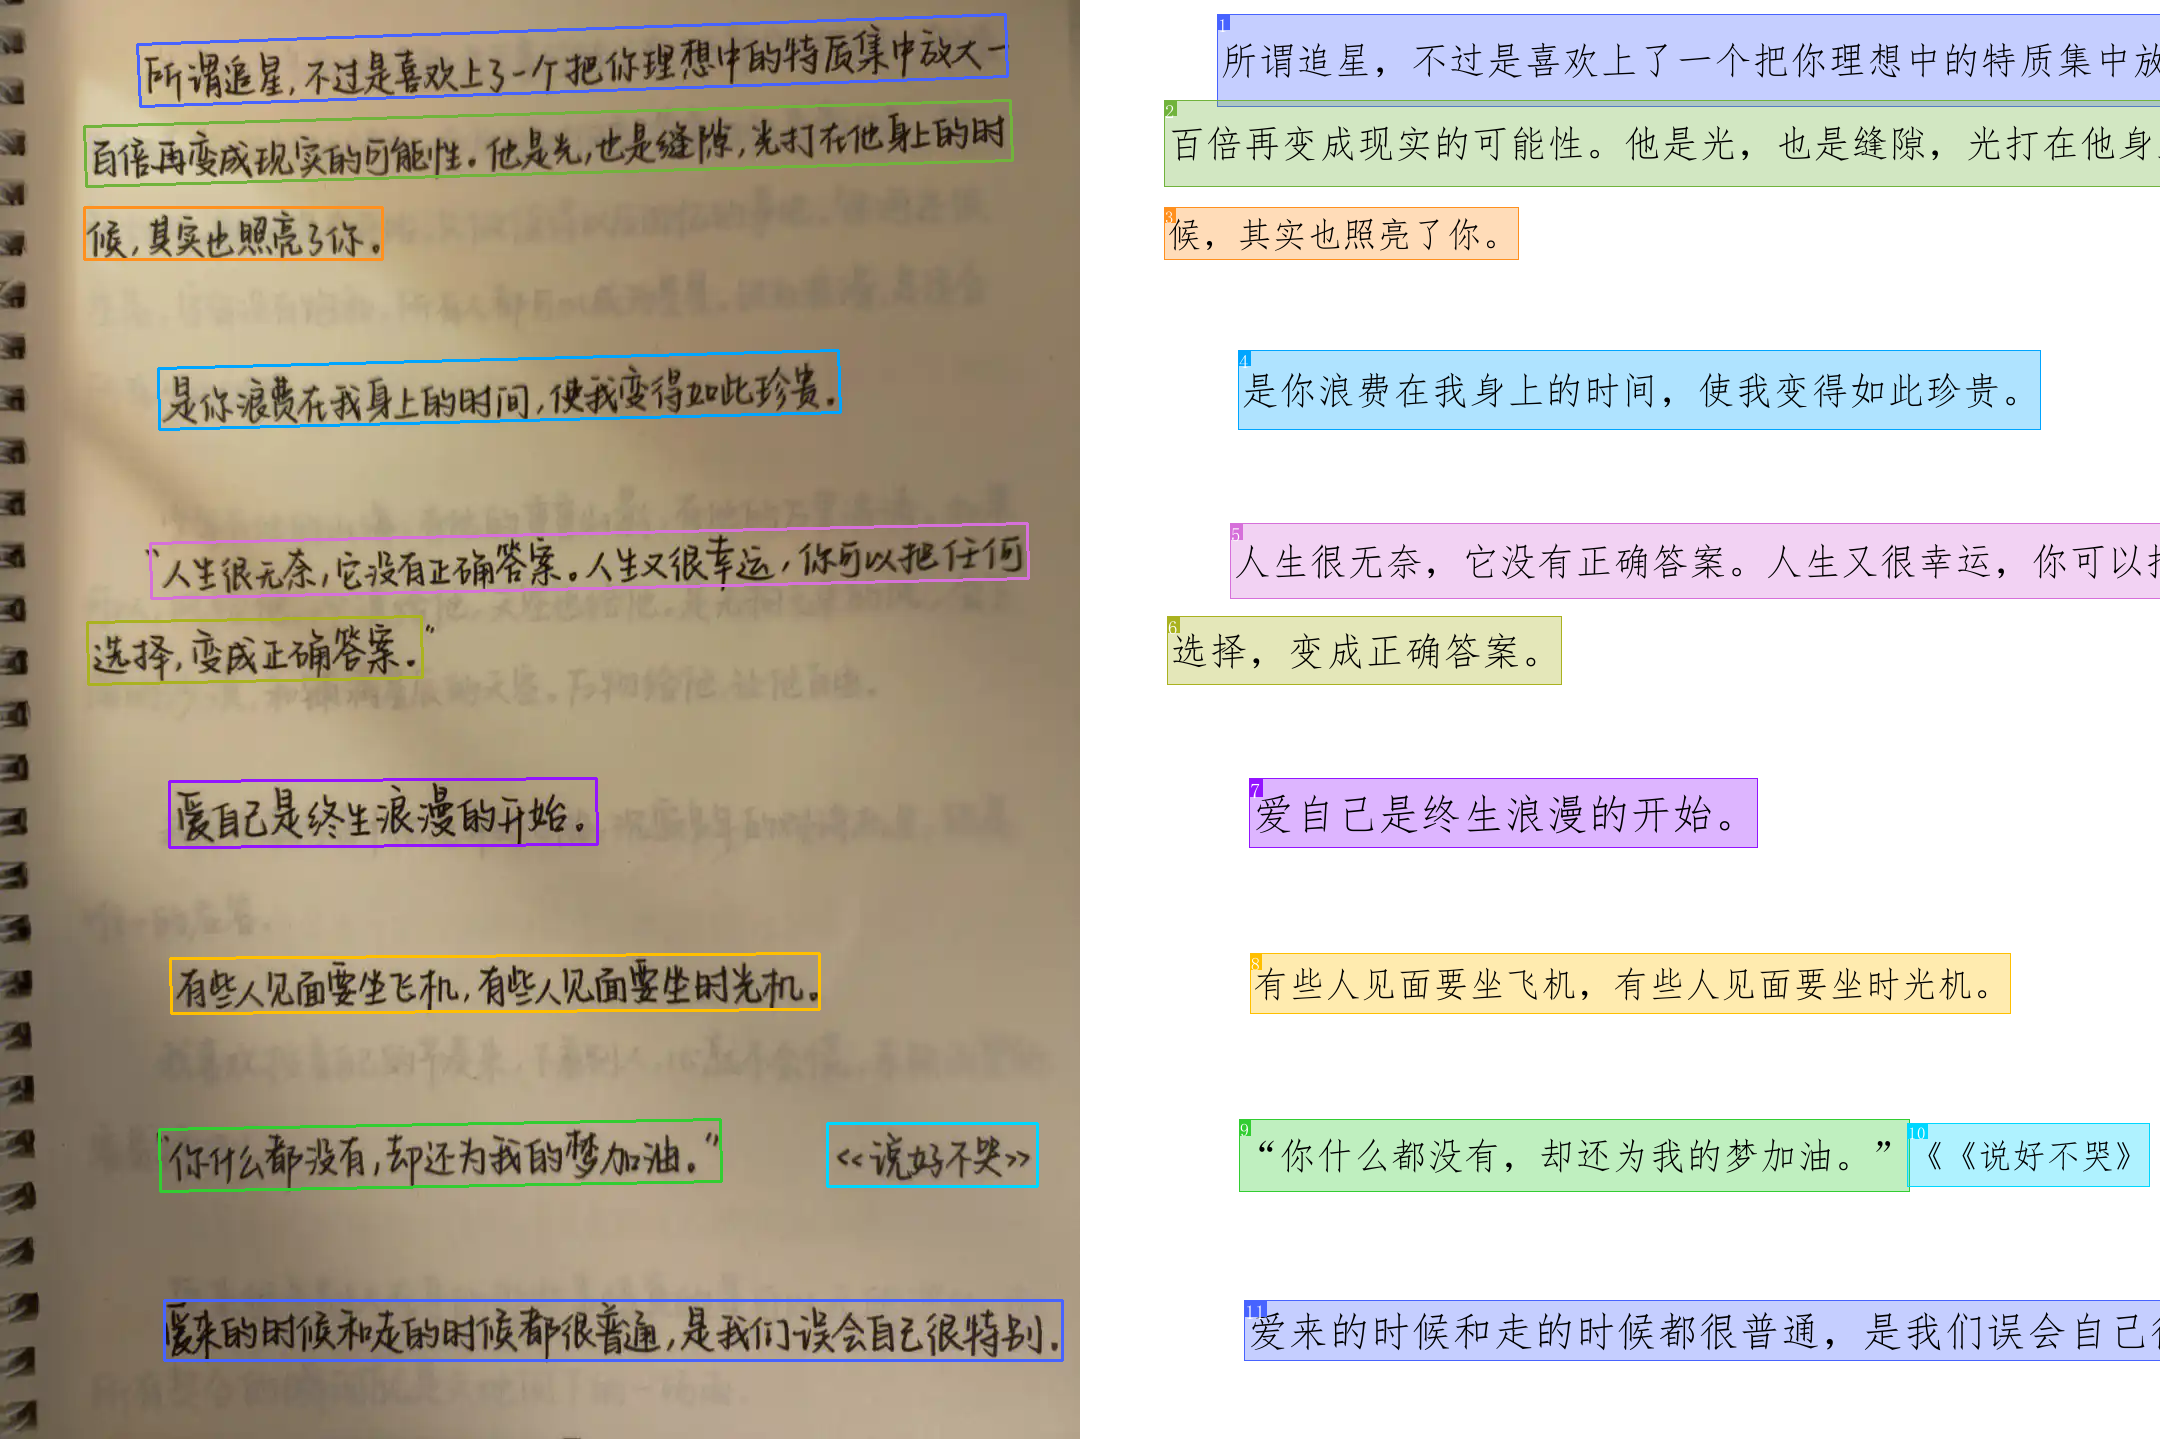 所谓追星,不过是喜欢上了一个把你理想中的特质集中放大一
百倍再变成现实的可能性。他是光,也是缝隙,光打在他身上的时
候,其实也照亮了你。
是你浪费在我身上的时间,使我变得如此珍贵。
“人生很无奈,它没有正确答案。人生又很幸运,你可以把任何
选择,变成正确答案。”
爱自己是终生浪漫的开始。
有些人见面要坐飞机,有些人见面要坐时光机。
“你什么都没有,却还为我的梦加油。” <<说好不哭>>
爱来的时候和走的时候都很普通,是我们误会自己很特别.
1
所谓追星，不过是喜欢上了一个把你理想中的特质集中放
2
百倍再变成现实的可能性。他是光，也是缝隙，光打在他身
3
候，其实也照亮了你。
4
是你浪费在我身上的时间，使我变得如此珍贵。
5
人生很无奈，它没有正确答案。人生又很幸运，你可以
6
选择，变成正确答案。
7
爱自己是终生浪漫的开始。
8
有些人见面要坐飞机，有些人见面要坐时光机。
9
“你什么都没有，却还为我的梦加油。”
10
《《说好不哭》
11
爱来的时候和走的时候都很普通，是我们误会自己